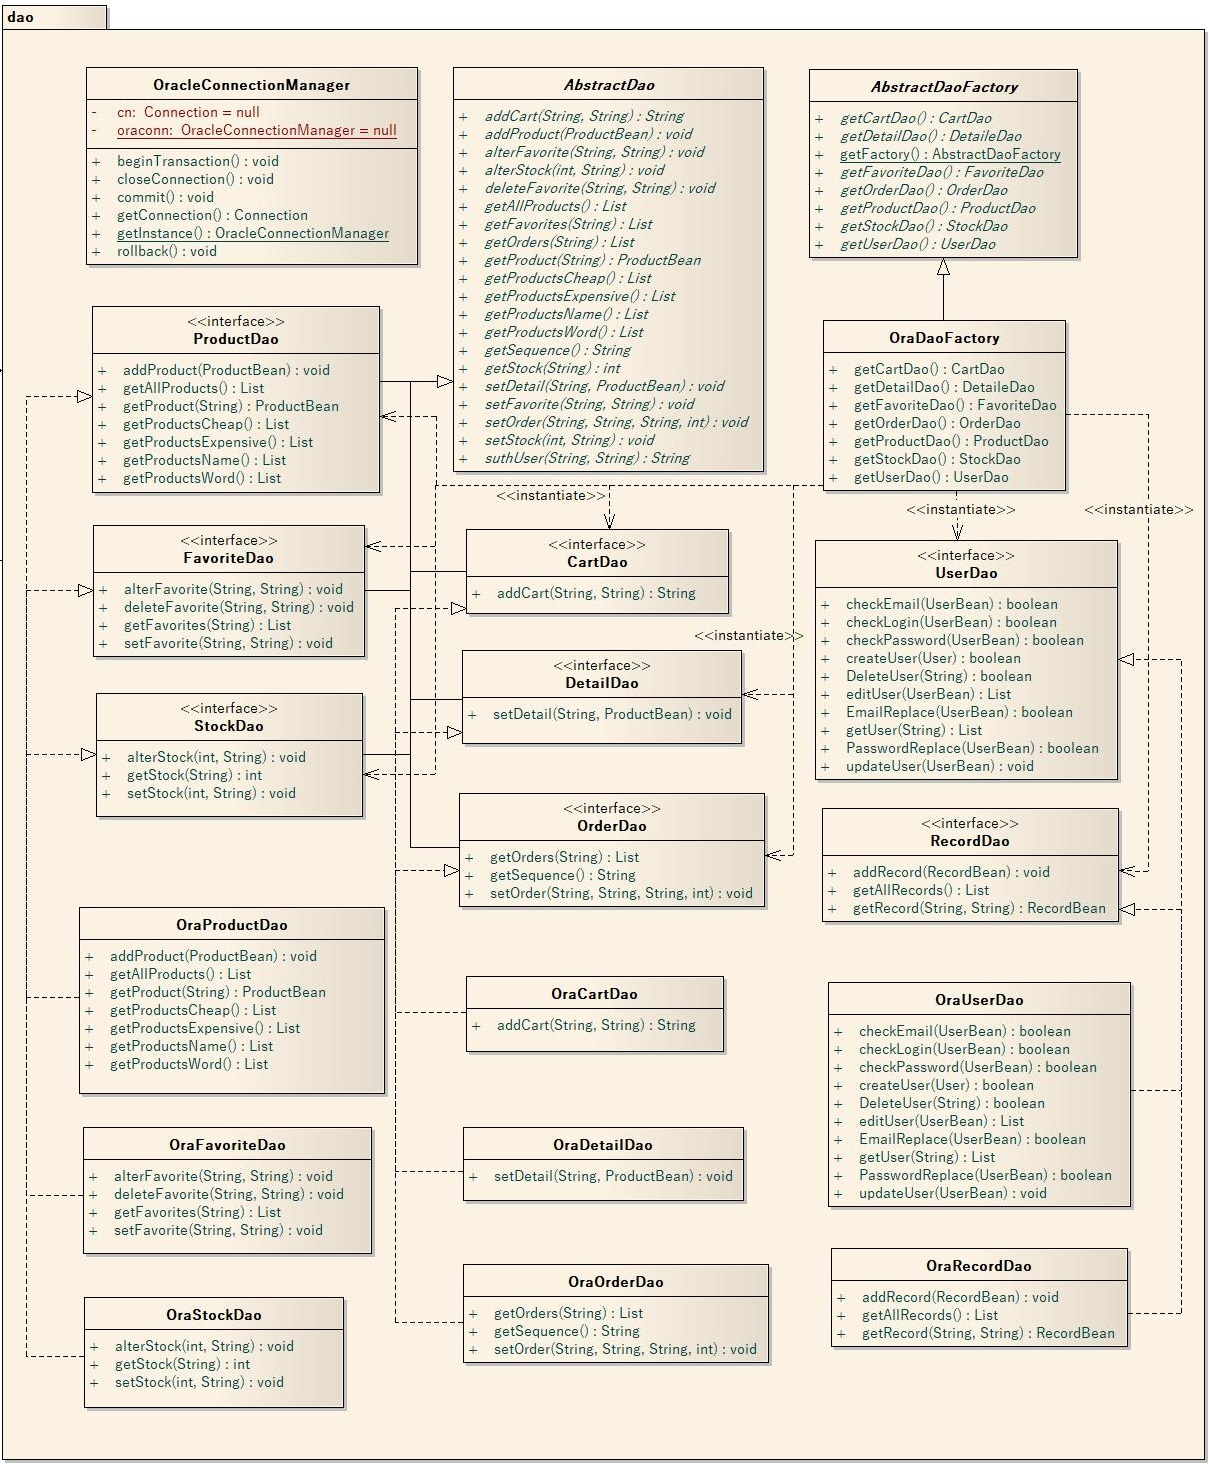 dao
OracleConnectionManager
- cn: Connection = null
- oraconn: OracleConnectionManager = null
+ beginTransaction() : void
+ closeConnection() : void
+ commit() : void
+ getConnection() : Connection
+ getInstance() : OracleConnectionManager
+ rollback() : void
AbstractDao
+ addCart(String, String) : String
+ addProduct(ProductBean) : void
+ alterFavorite(String, String) : void
+ alterStock(int, String) : void
+ deleteFavorite(String, String) : void
+ getAllProducts() : List
+ getFavorites(String) : List
+ getOrders(String) : List
+ getProduct(String) : ProductBean
+ getProductsCheap() : List
+ getProductsExpensive() : List
+ getProductsName() : List
+ getProductsWord() : List
+ getSequence() : String
+ getStock(String) : int
+ setDetail(String, ProductBean) : void
+ setFavorite(String, String) : void
+ setOrder(String, String, String, int) : void
+ setStock(int, String) : void
+ suthUser(String, String) : String
AbstractDaoFactory
+ getCartDao() : CartDao
+ getDetailDao() : DetaileDao
+ getFactory() : AbstractDaoFactory
+ getFavoriteDao() : FavoriteDao
+ getOrderDao() : OrderDao
+ getProductDao() : ProductDao
+ getStockDao() : StockDao
+ getUserDao() : UserDao
<<interface>>
ProductDao
+ addProduct(ProductBean) : void
+ getAllProducts() : List
+ getProduct(String) : ProductBean
+ getProductsCheap() : List
+ getProductsExpensive() : List
+ getProductsName() : List
+ getProductsWord() : List
OraDaoFactory
+ getCartDao() : CartDao
+ getDetailDao() : DetaileDao
+ getFavoriteDao() : FavoriteDao
+ getOrderDao() : OrderDao
+ getProductDao() : ProductDao
+ getStockDao() : StockDao
+ getUserDao() : UserDao
<<instantiate>>
<<instantiate>>
<<instantiate>>
<<interface>>
FavoriteDao
+ alterFavorite(String, String) : void
+ deleteFavorite(String, String) : void
+ getFavorites(String) : List
+ setFavorite(String, String) : void
<<interface>>
CartDao
+ addCart(String, String) : String
<<instantiate>>
<<interface>>
UserDao
+ checkEmail(UserBean) : boolean
+ checkLogin(UserBean) : boolean
+ checkPassword(UserBean) : boolean
+ createUser(User) : boolean
+ DeleteUser(String) : boolean
+ editUser(UserBean) : List
+ EmailReplace(UserBean) : boolean
+ getUser(String) : List
+ PasswordReplace(UserBean) : boolean
+ updateUser(UserBean) : void
<<interface>>
DetailDao
+ setDetail(String, ProductBean) : void
<<interface>>
StockDao
+ alterStock(int, String) : void
+ getStock(String) : int
+ setStock(int, String) : void
<<interface>>
OrderDao
+ getOrders(String) : List
+ getSequence() : String
+ setOrder(String, String, String, int) : void
<<interface>>
RecordDao
+ addRecord(RecordBean) : void
+ getAllRecords() : List
+ getRecord(String, String) : RecordBean
OraProductDao
+ addProduct(ProductBean) : void
+ getAllProducts() : List
+ getProduct(String) : ProductBean
+ getProductsCheap() : List
+ getProductsExpensive() : List
+ getProductsName() : List
+ getProductsWord() : List
OraCartDao
+ addCart(String, String) : String
OraUserDao
+ checkEmail(UserBean) : boolean
+ checkLogin(UserBean) : boolean
+ checkPassword(UserBean) : boolean
+ createUser(User) : boolean
+ DeleteUser(String) : boolean
+ editUser(UserBean) : List
+ EmailReplace(UserBean) : boolean
+ getUser(String) : List
+ PasswordReplace(UserBean) : boolean
+ updateUser(UserBean) : void
OraFavoriteDao
+ alterFavorite(String, String) : void
+ deleteFavorite(String, String) : void
+ getFavorites(String) : List
+ setFavorite(String, String) : void
OraDetailDao
+ setDetail(String, ProductBean) : void
OraRecordDao
+ addRecord(RecordBean) : void
+ getAllRecords() : List
+ getRecord(String, String) : RecordBean
OraOrderDao
+ getOrders(String) : List
+ getSequence() : String
+ setOrder(String, String, String, int) : void
OraStockDao
+ alterStock(int, String) : void
+ getStock(String) : int
+ setStock(int, String) : void